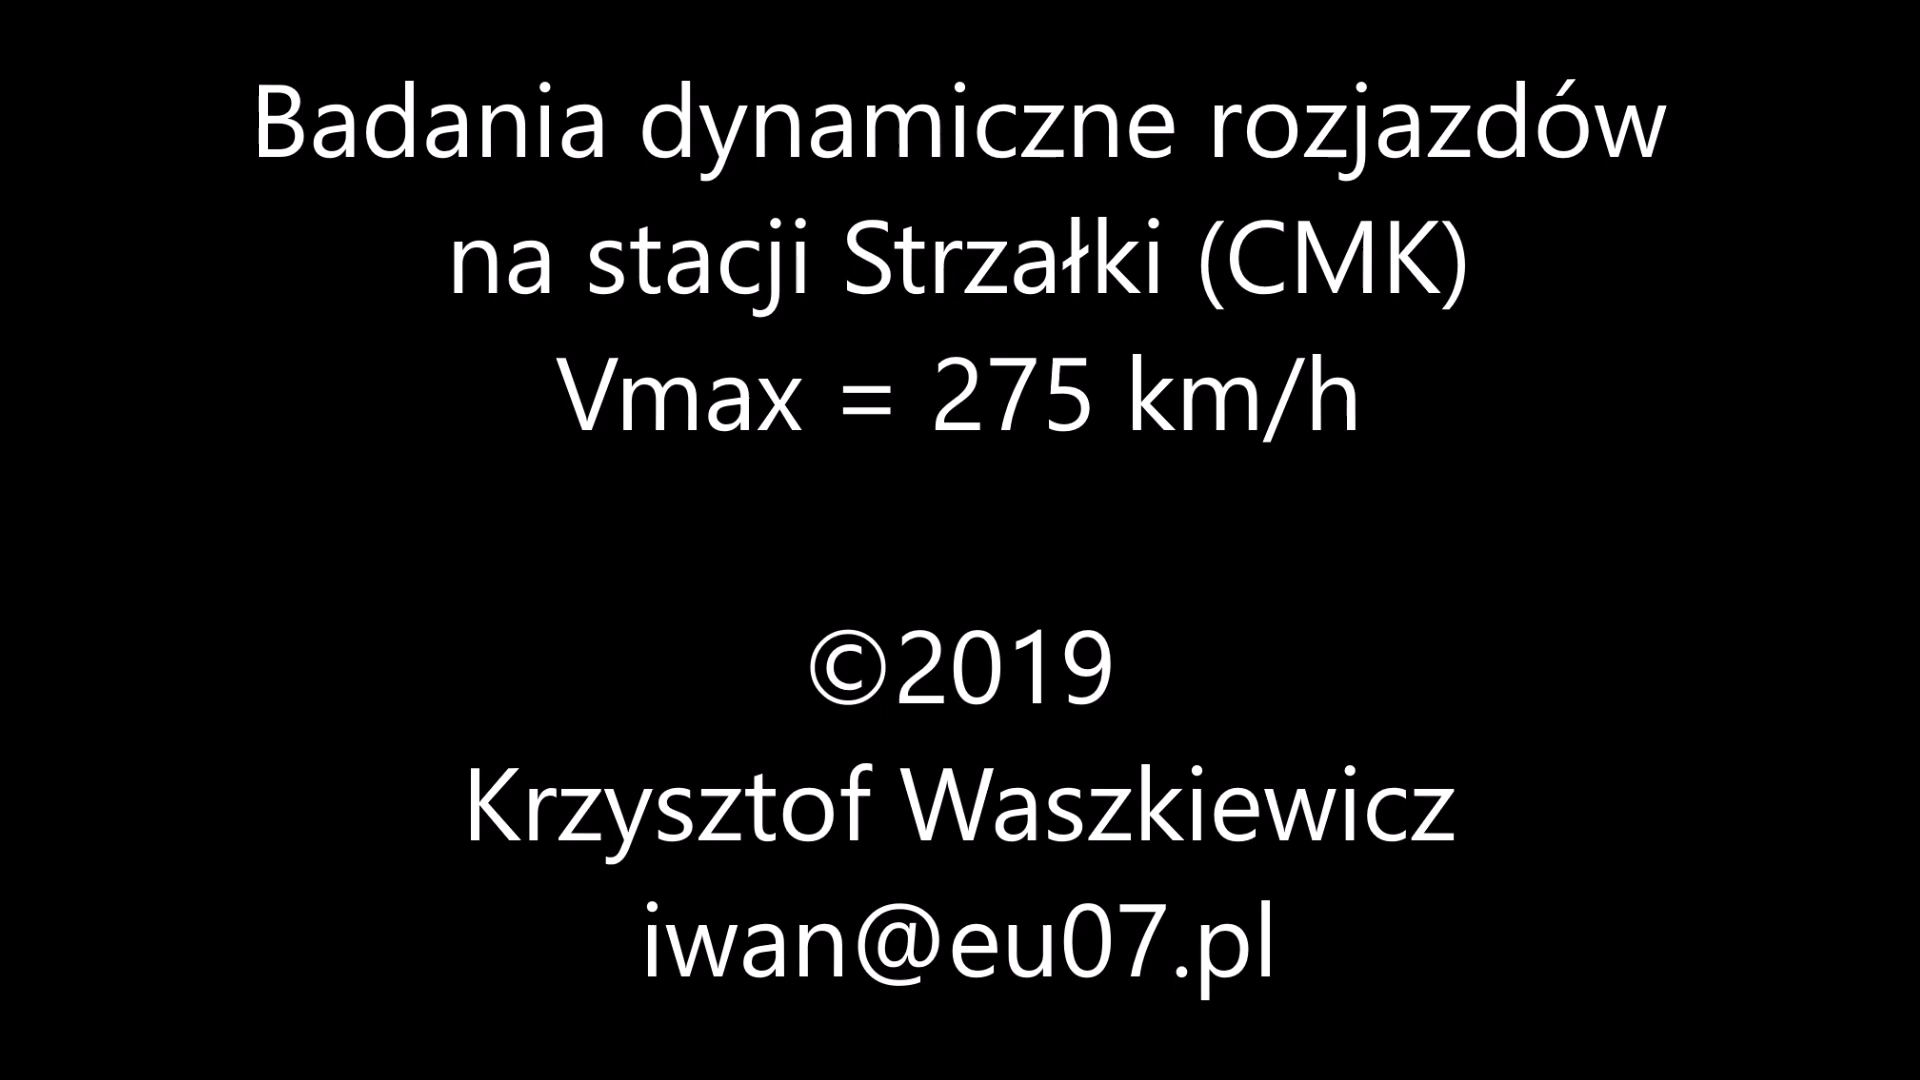 Badania dynamiczne rozjazdów
na stacji Strzałki (CMK)
Vmax = 275 km/h
©2019
Krzysztof Waszkiewicz
iwan@eu07.pl